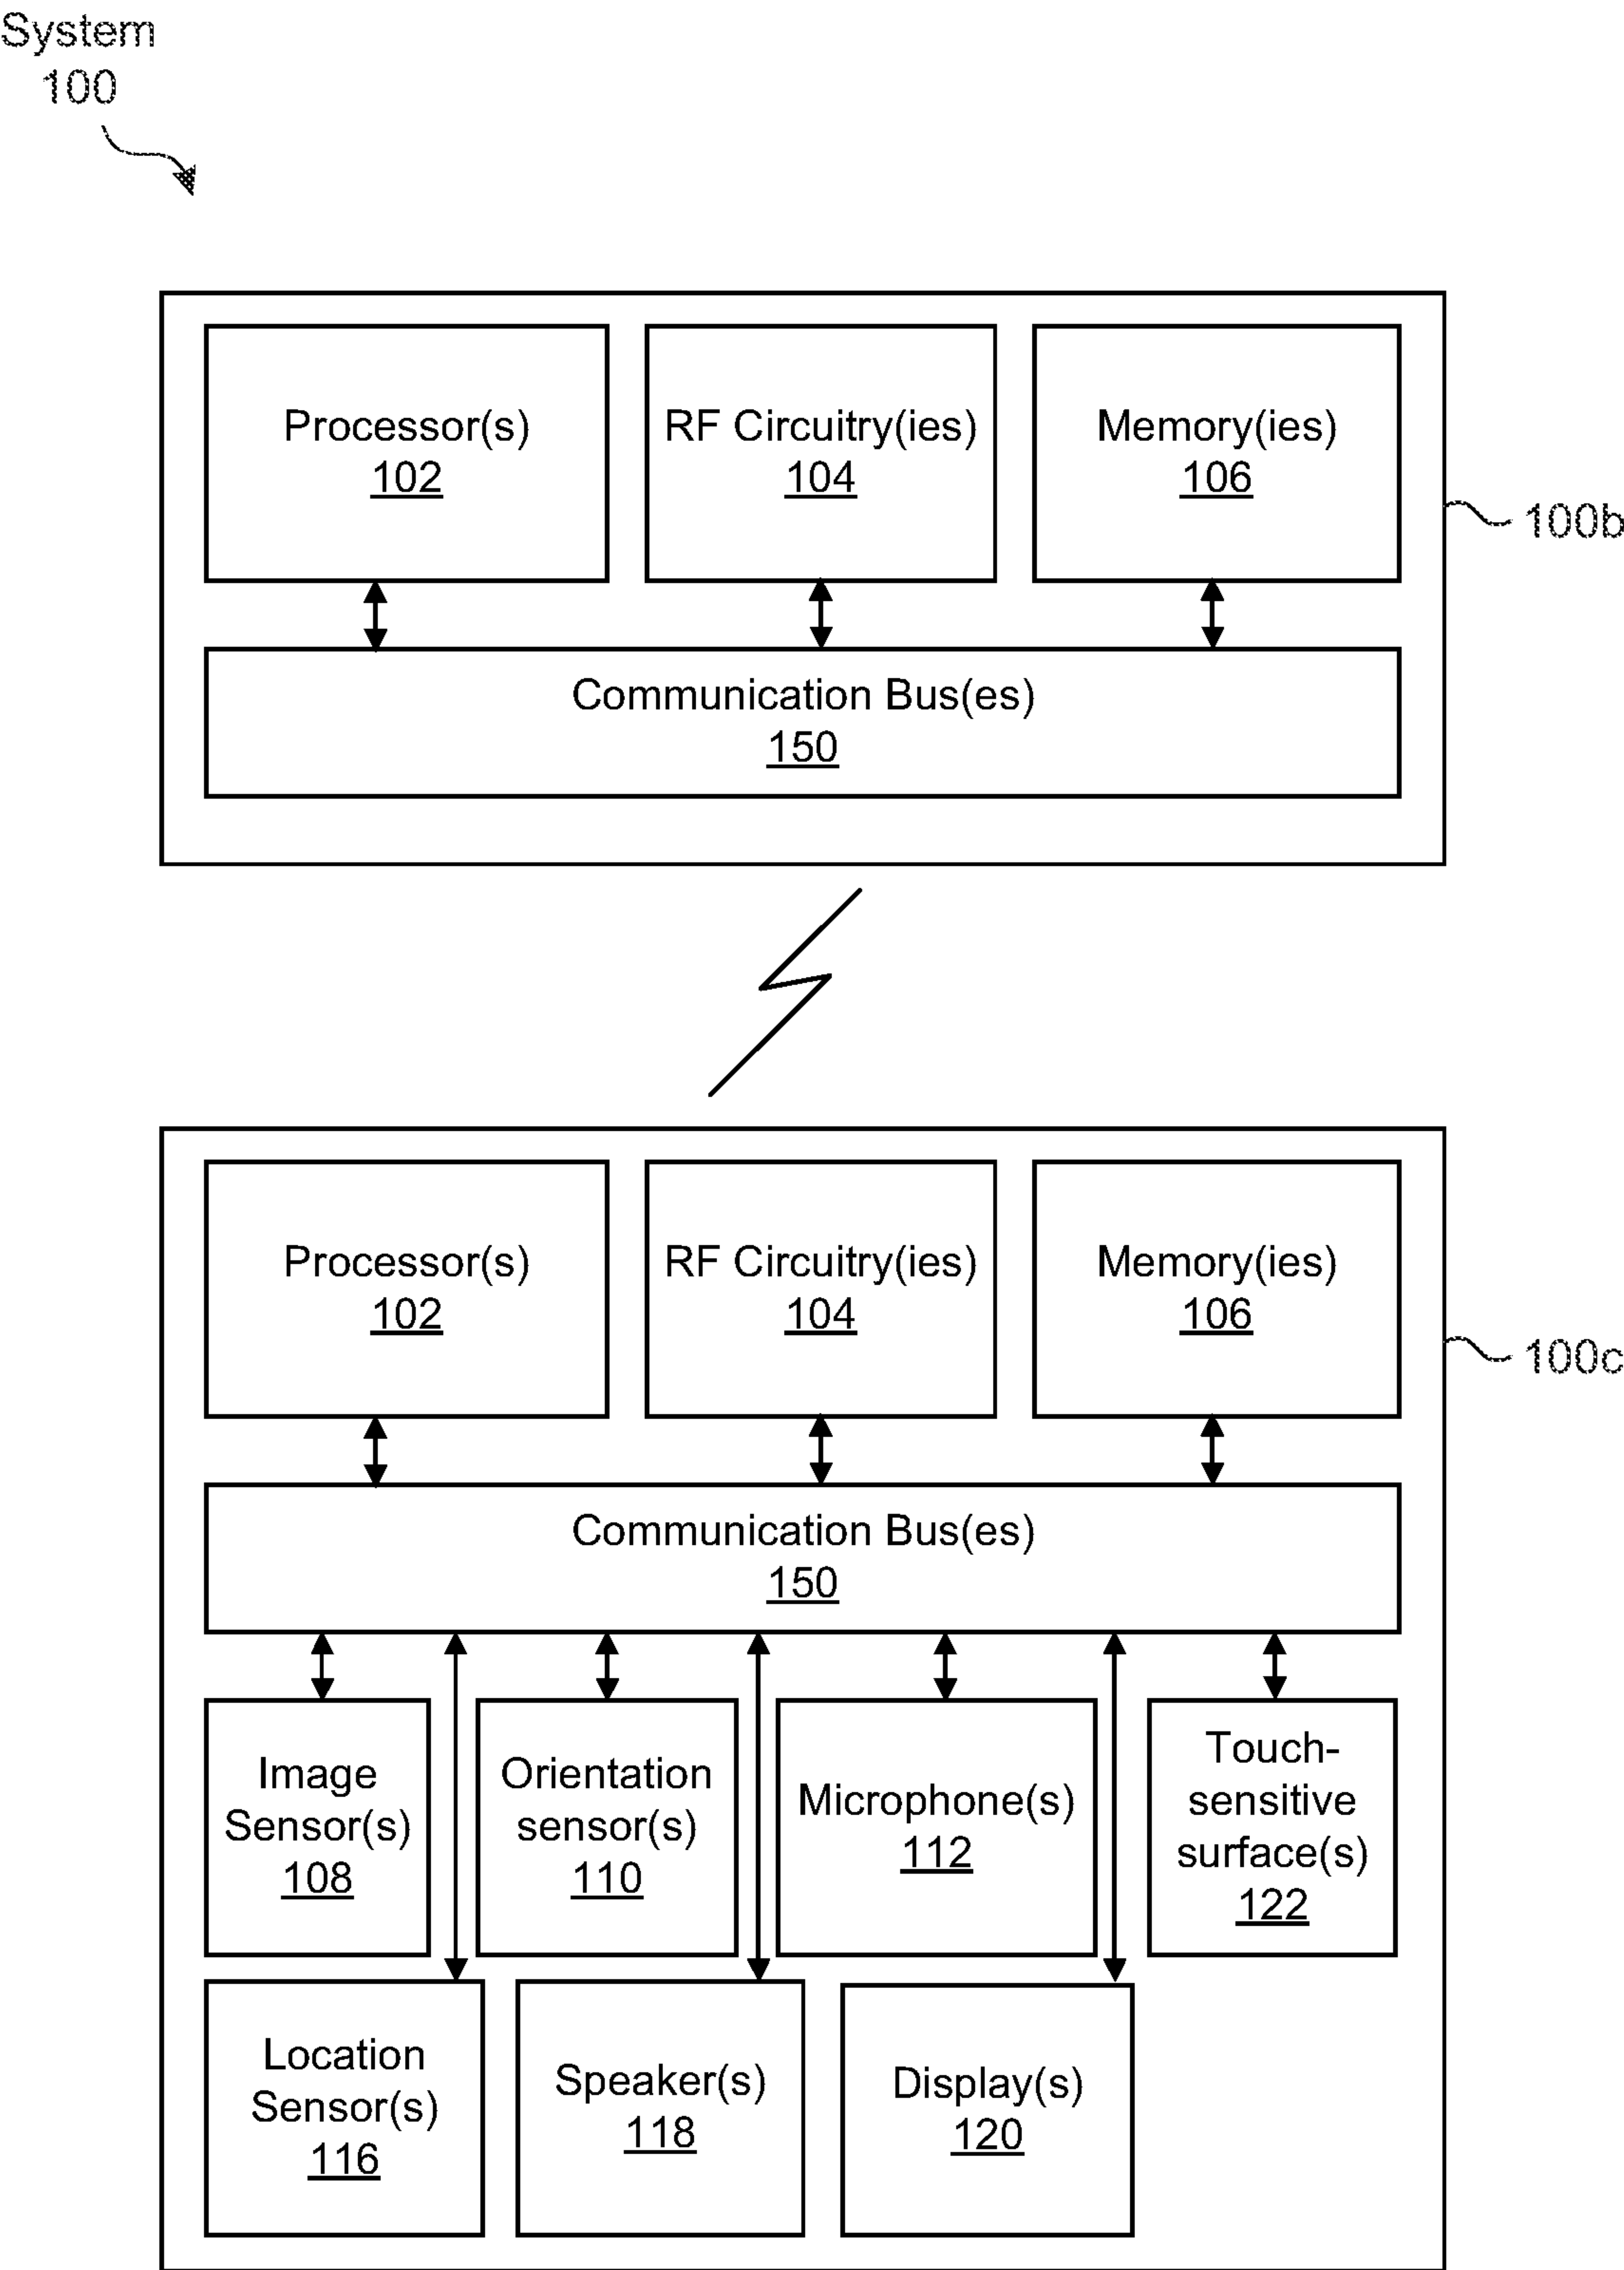 System
100
Processor(s)
102
RF Circuitry(ies)
104
Memory(ies)
106
100b
Communication Bus(es)
150
Processor(s)
102
RF Circuitry(ies)
104
Memory(ies)
106
100c
Communication Bus(es)
150
Image
Sensor(s)
108
Orientation
sensor(s)
110
Microphone(s)
112
Touch-
sensitive
surface(s)
122
Location
Sensor(s)
116
Speaker(s)
118
Display(s)
120